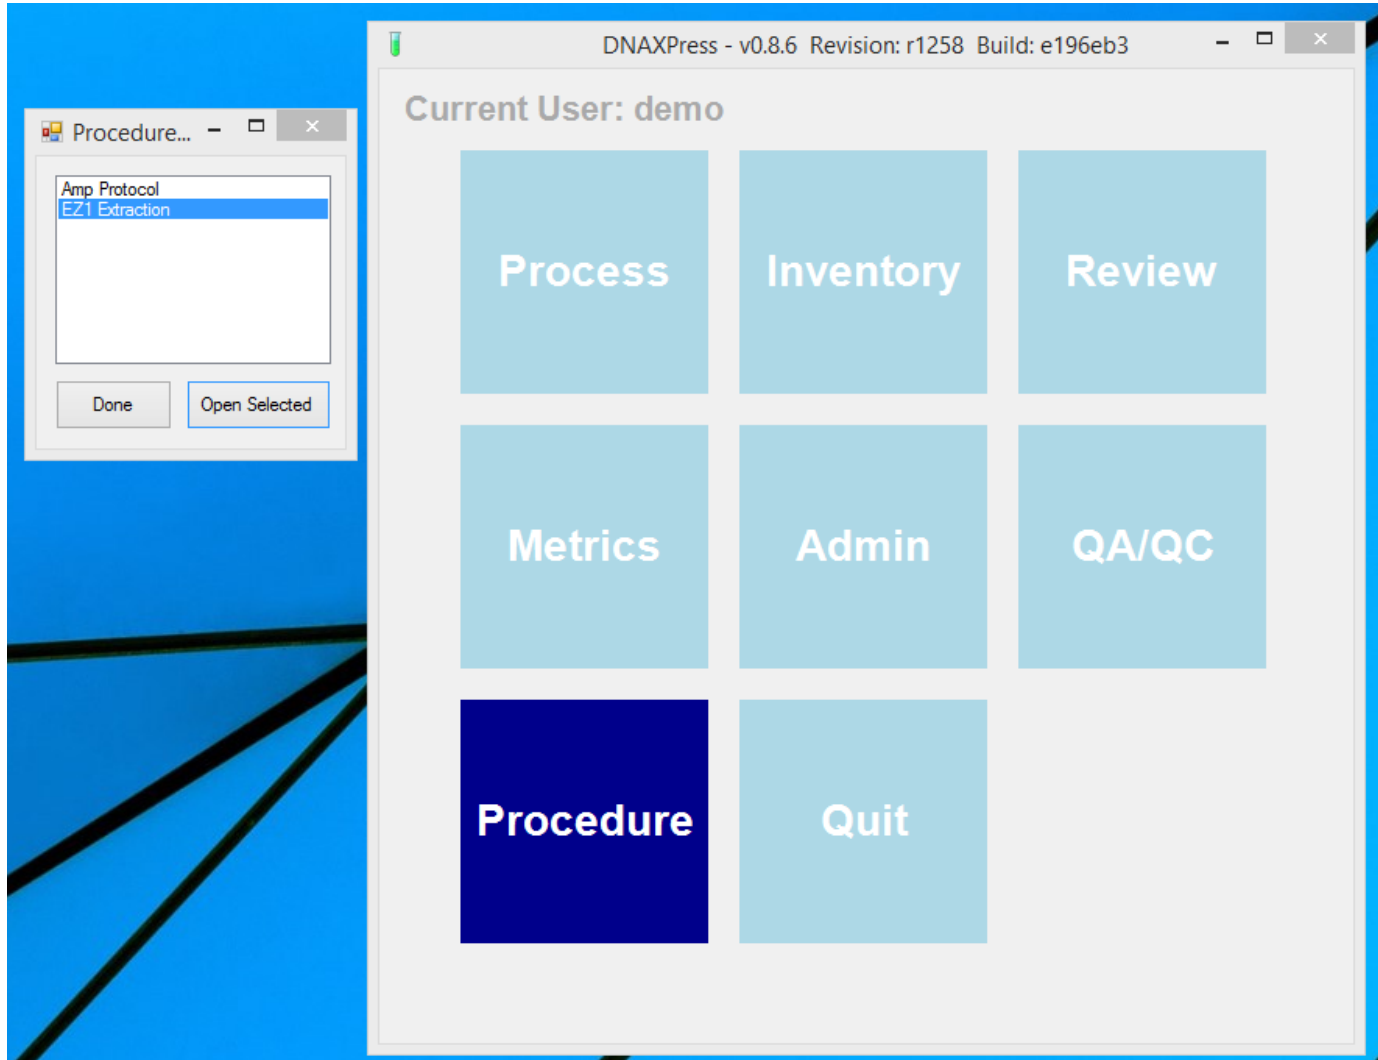 DNAXPress - v0.8.6 Revision: r1258 Build: e196eb3
Current User: demo
Procedure...
Amp Protocol
EZ1 Extraction
Done
Open Selected
Process
Inventory
Review
Metrics
Admin
QA/QC
Procedure
Quit